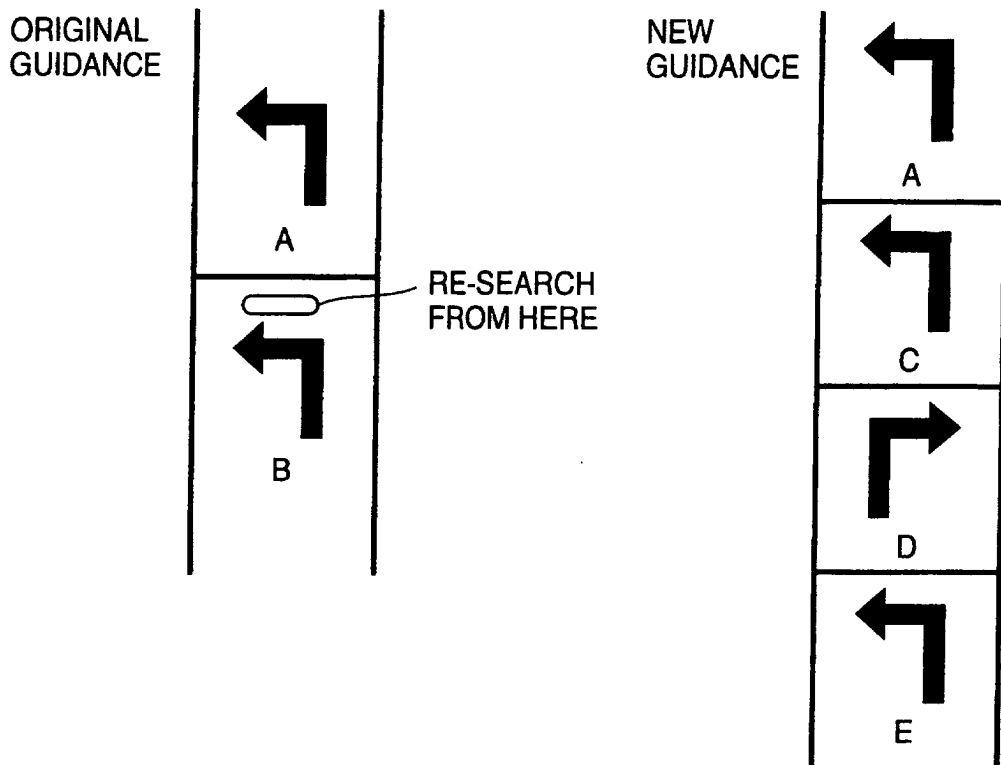 ORIGINAL
GUIDANCE
A
RE-SEARCH
FROM HERE
B
NEW
GUIDANCE
A
C
D
E